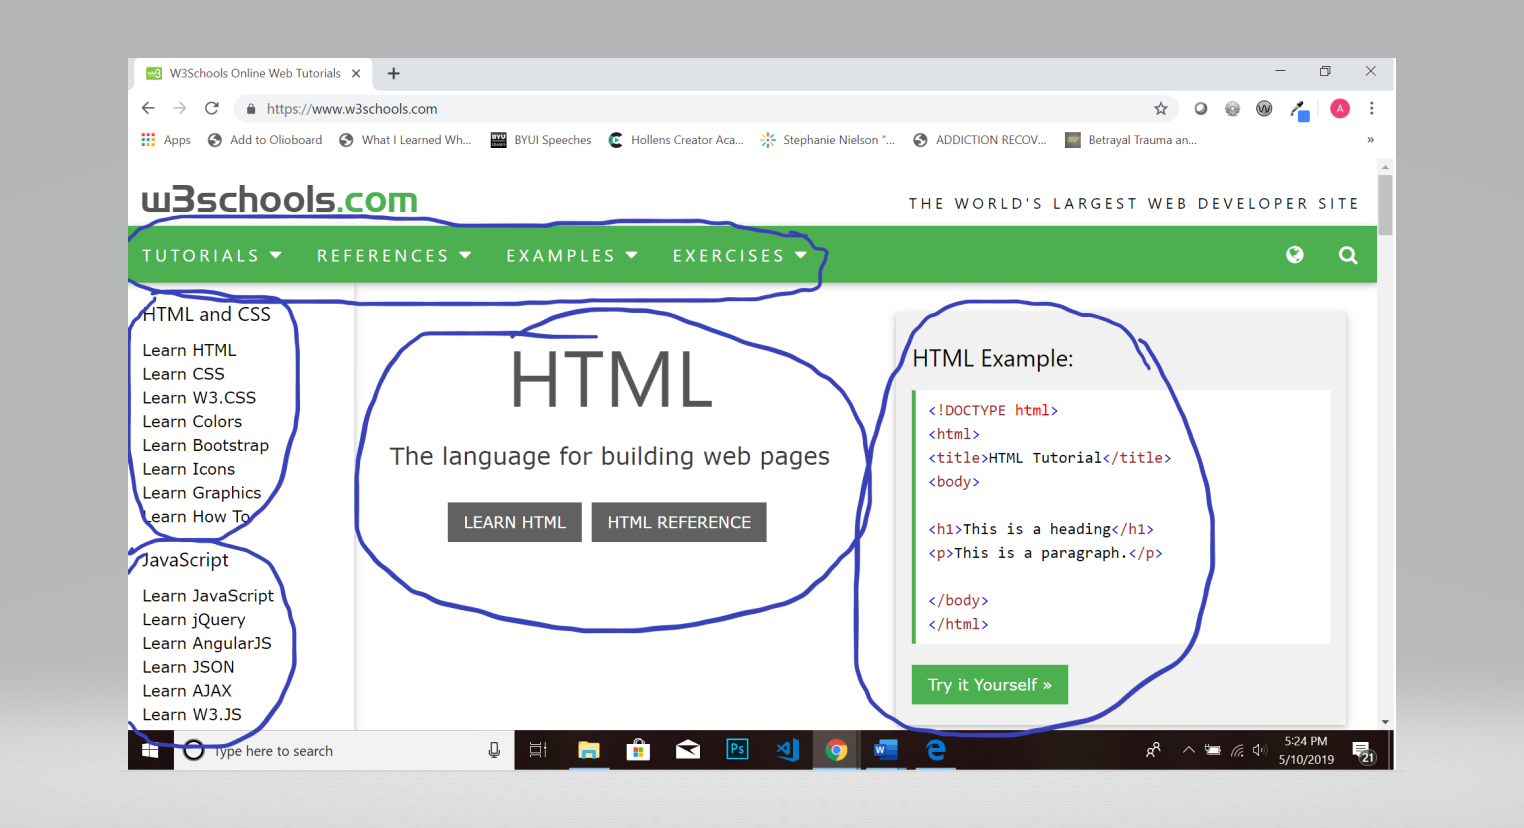 W3Schools Online Web Tutorials
https://www.w3schools.com
A
Apps Add to Olioboard What I Learned Wh... BYUI Speeches Hollens Creator Aca... Stephanie Nielson “... ADDICTION RECOV... Betrayal Trauma an... »
w3schools.com
THE WORLD'S LARGEST WEB DEVELOPER SITE
TUTORIALS REFERENCES EXAMPLES EXERCISES
HTML and CSS
Learn HTML
Learn CSS
Learn W3.CSS
Learn Colors
Learn Bootstrap
Learn Icons
Learn Graphics
Learn How To
JavaScript
Learn JavaScript
Learn jQuery
Learn AngularJS
Learn JSON
Learn AJAX
Learn W3.JS
HTML
The language for building web pages
LEARN HTML HTML REFERENCE
HTML Example:
<!DOCTYPE html>
<html>
<title>HTML Tutorial</title>
<body>
<h1>This is a heading</h1>
<p>This is a paragraph.</p>
</body>
</html>
Try it Yourself »
Type here to search
Ps
5:24 PM
5/10/2019
21